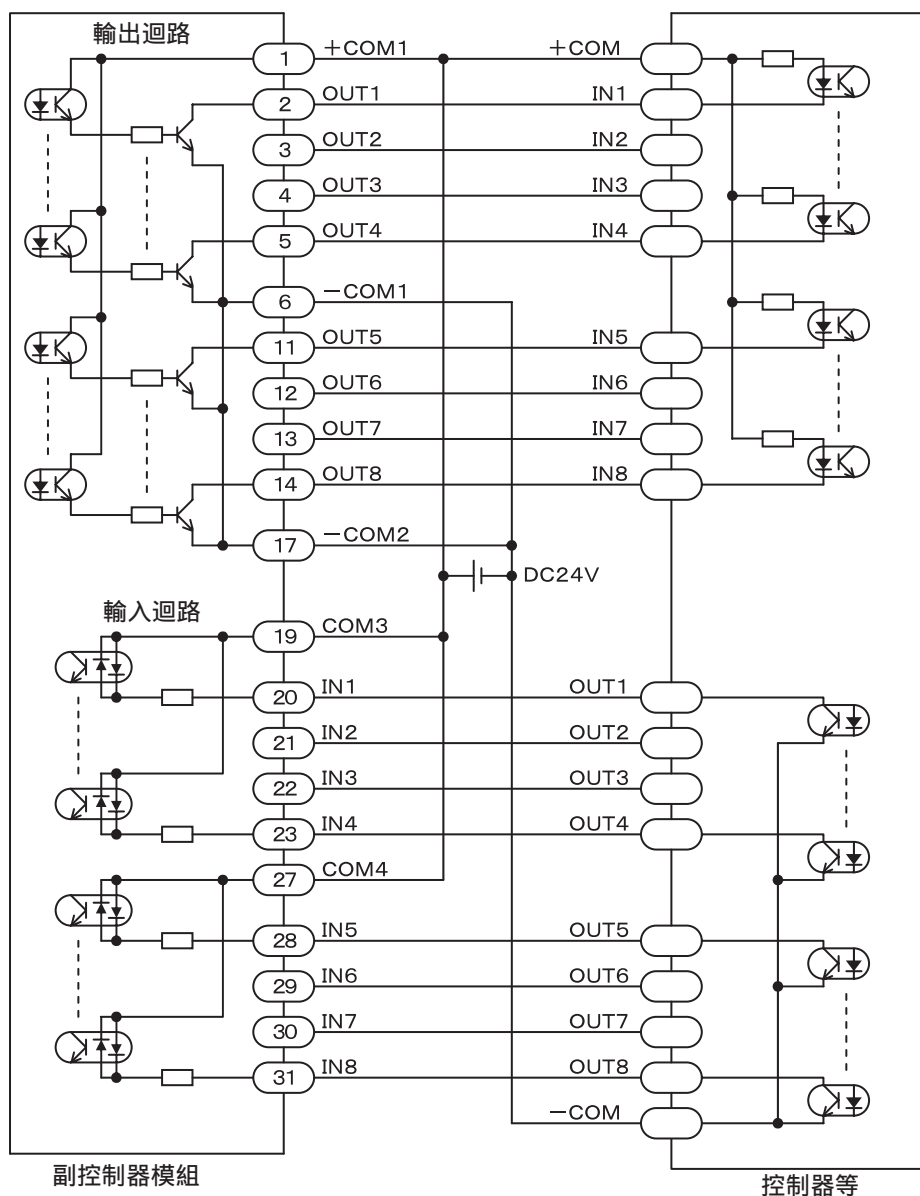 輸出迴路
1 +COM1 +COM
2 OUT1 IN1
3 OUT2 IN2
4 OUT3 IN3
5 OUT4 IN4
6 -COM1
11 OUT5 IN5
12 OUT6 IN6
13 OUT7 IN7
14 OUT8 IN8
17 -COM2
DC24V
輸入迴路
19 COM3
20 IN1 OUT1
21 IN2 OUT2
22 IN3 OUT3
23 IN4 OUT4
27 COM4
28 IN5 OUT5
29 IN6 OUT6
30 IN7 OUT7
31 IN8 OUT8
-COM
副控制器模組
控制器等